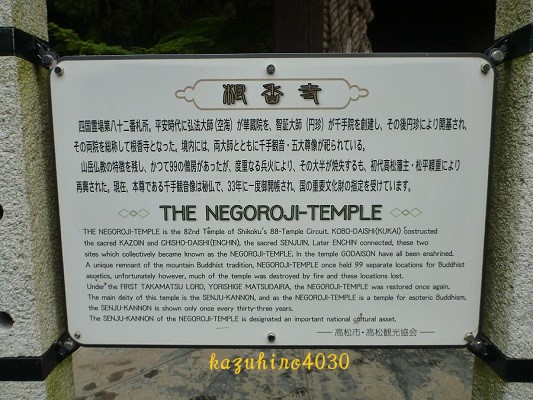 根香寺
四国霊場第八十二番札所。平安時代に弘法大師(空海)が華蔵院を、智証大師(円珍)が千手院を創建し、その後円珍により開基され、
その両院を総称して根香寺となった。境内には、両大師とともに千手観音・五大尊像が祀られている。
山岳仏教の特徴を残し、かつて99の僧房があったが、度重なる兵火により、その大半が焼失するも、初代高松藩主・松平頼重により
再興された。現在、本尊である千手観音像は秘仏で、33年に一度御開帳され、国の重要文化財の指定を受けています。
THE NEGOROJI-TEMPLE
THE NEGOROJI-TEMPLE is the 82nd Temple of Shikoku's 88-Temple Circuit. KOBO-DAISHI(KUKAI) constructed
the sacred KAZOIN and CHISHO-DAISHI(ENCHIN), the sacred SENJUIN. Later ENCHIN connected, these two
sites which collectively became known as the NEGOROJI-TEMPLE. In the temple GODAISON have all been enshrined.
A unique remnant of the mountain Buddhist tradition, NEGOROJI-TEMPLE once held 99 separate locations for Buddhist
ascetics, unfortunately however, much of the temple was destroyed by fire and these locations lost.
Under the FIRST TAKAMATSU LORD, YORISHIGE MATSUDAIRA, the NEGOROJI-TEMPLE was restored once again.
The main deity of this temple is the SENJU-KANNON, and as the NEGOROJI-TEMPLE is a temple for esoteric Buddhism,
the SENJU-KANNON is shown only once every thirty-three years.
The SENJU-KANNON of the NEGOROJI-TEMPLE is designated an important national cultural asset.
高松市・高松観光協会
kazuhiro4030